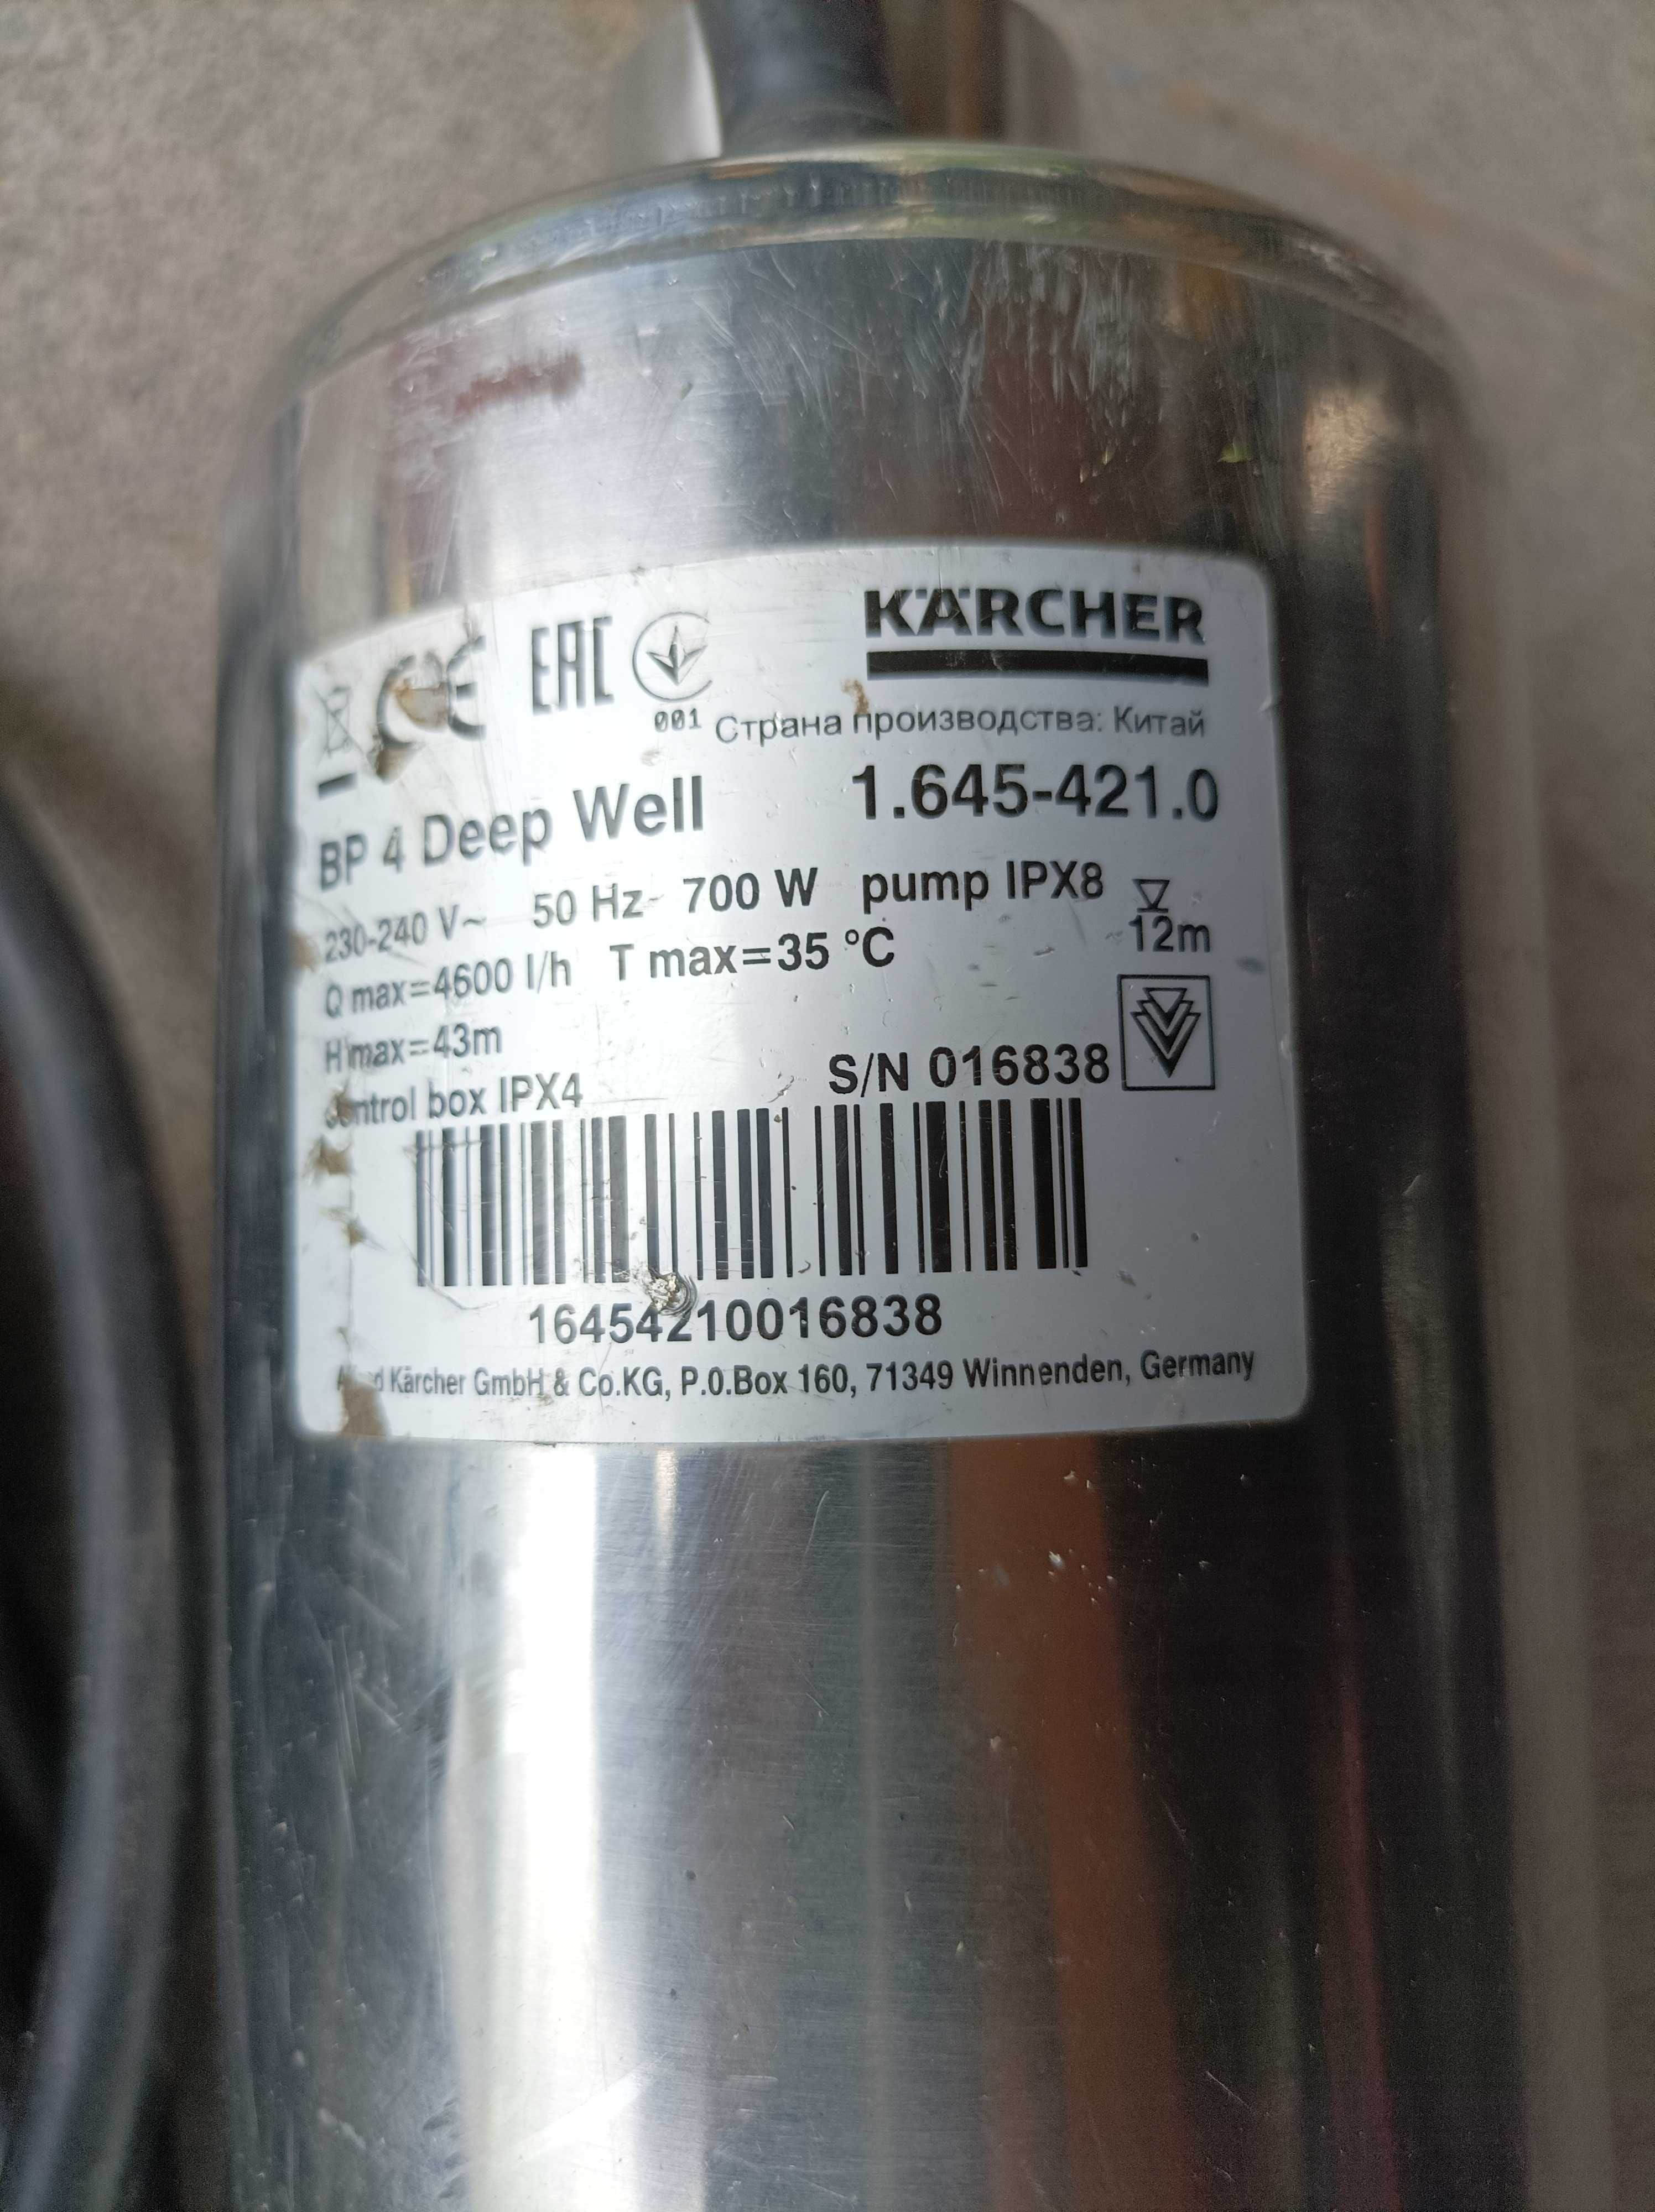 KÄRCHER
CE EAC
001 Страна производства: Китай
BP 4 Deep Well 1.645-421.0
230-240 V~ 50 Hz 700 W pump IPX8
12m
Q max=4600 l/h T max=35 °C
H max=43m
control box IPX4 S/N 016838
16454210016838
Kärcher GmbH & Co.KG, P.O.Box 160, 71349 Winnenden, Germany